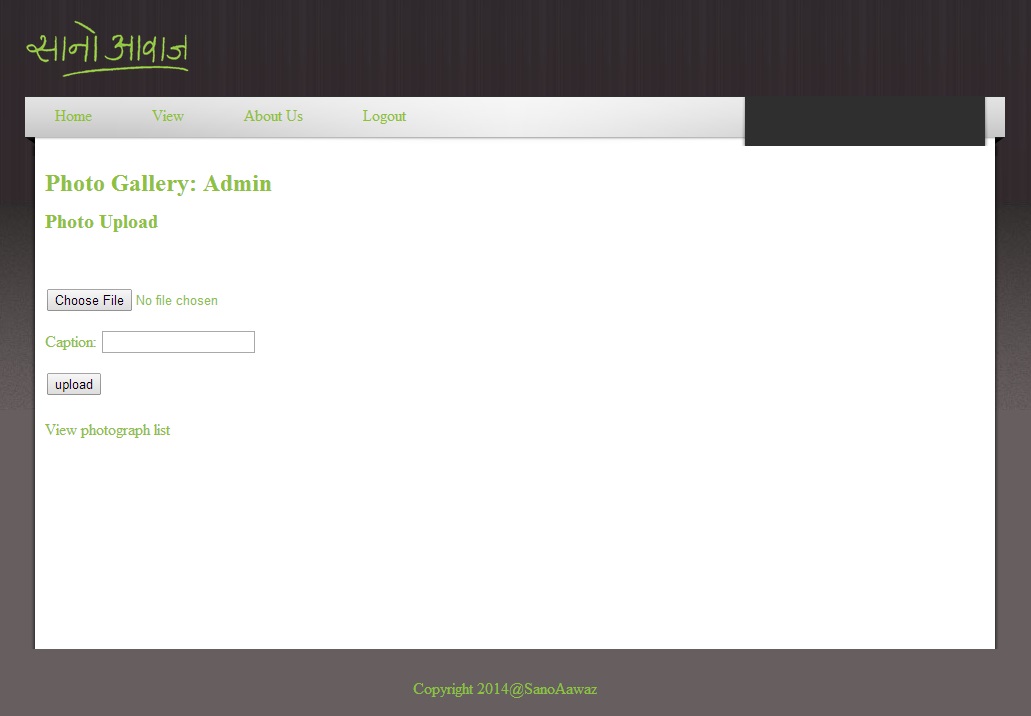 सानो आवाज
Home View About Us Logout
Photo Gallery: Admin
Photo Upload
Choose File No file chosen
Caption:
upload
View photograph list
Copyright 2014@SanoAawaz